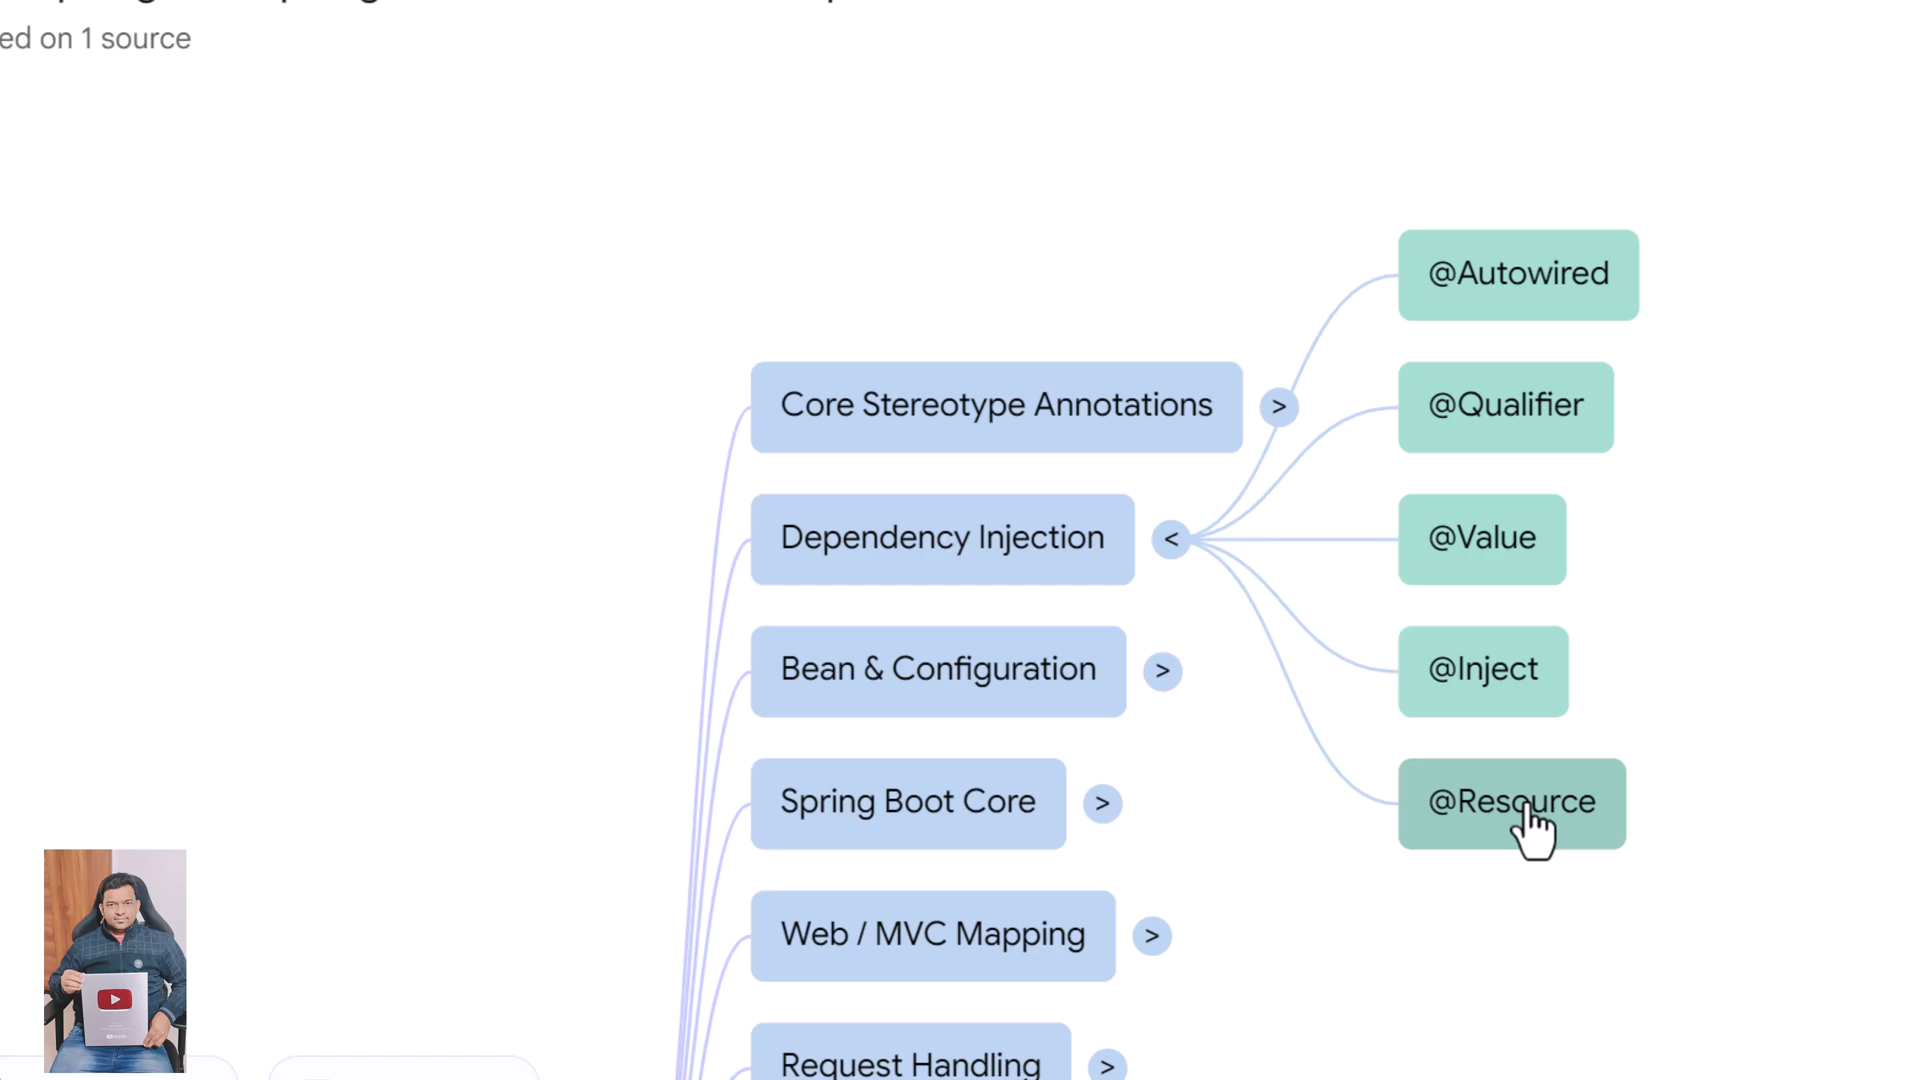 ed on 1 source
@Autowired
Core Stereotype Annotations
>
@Qualifier
Dependency Injection
<
@Value
Bean & Configuration
>
@Inject
Spring Boot Core
>
@Resource
Web / MVC Mapping
>
Request Handling
>